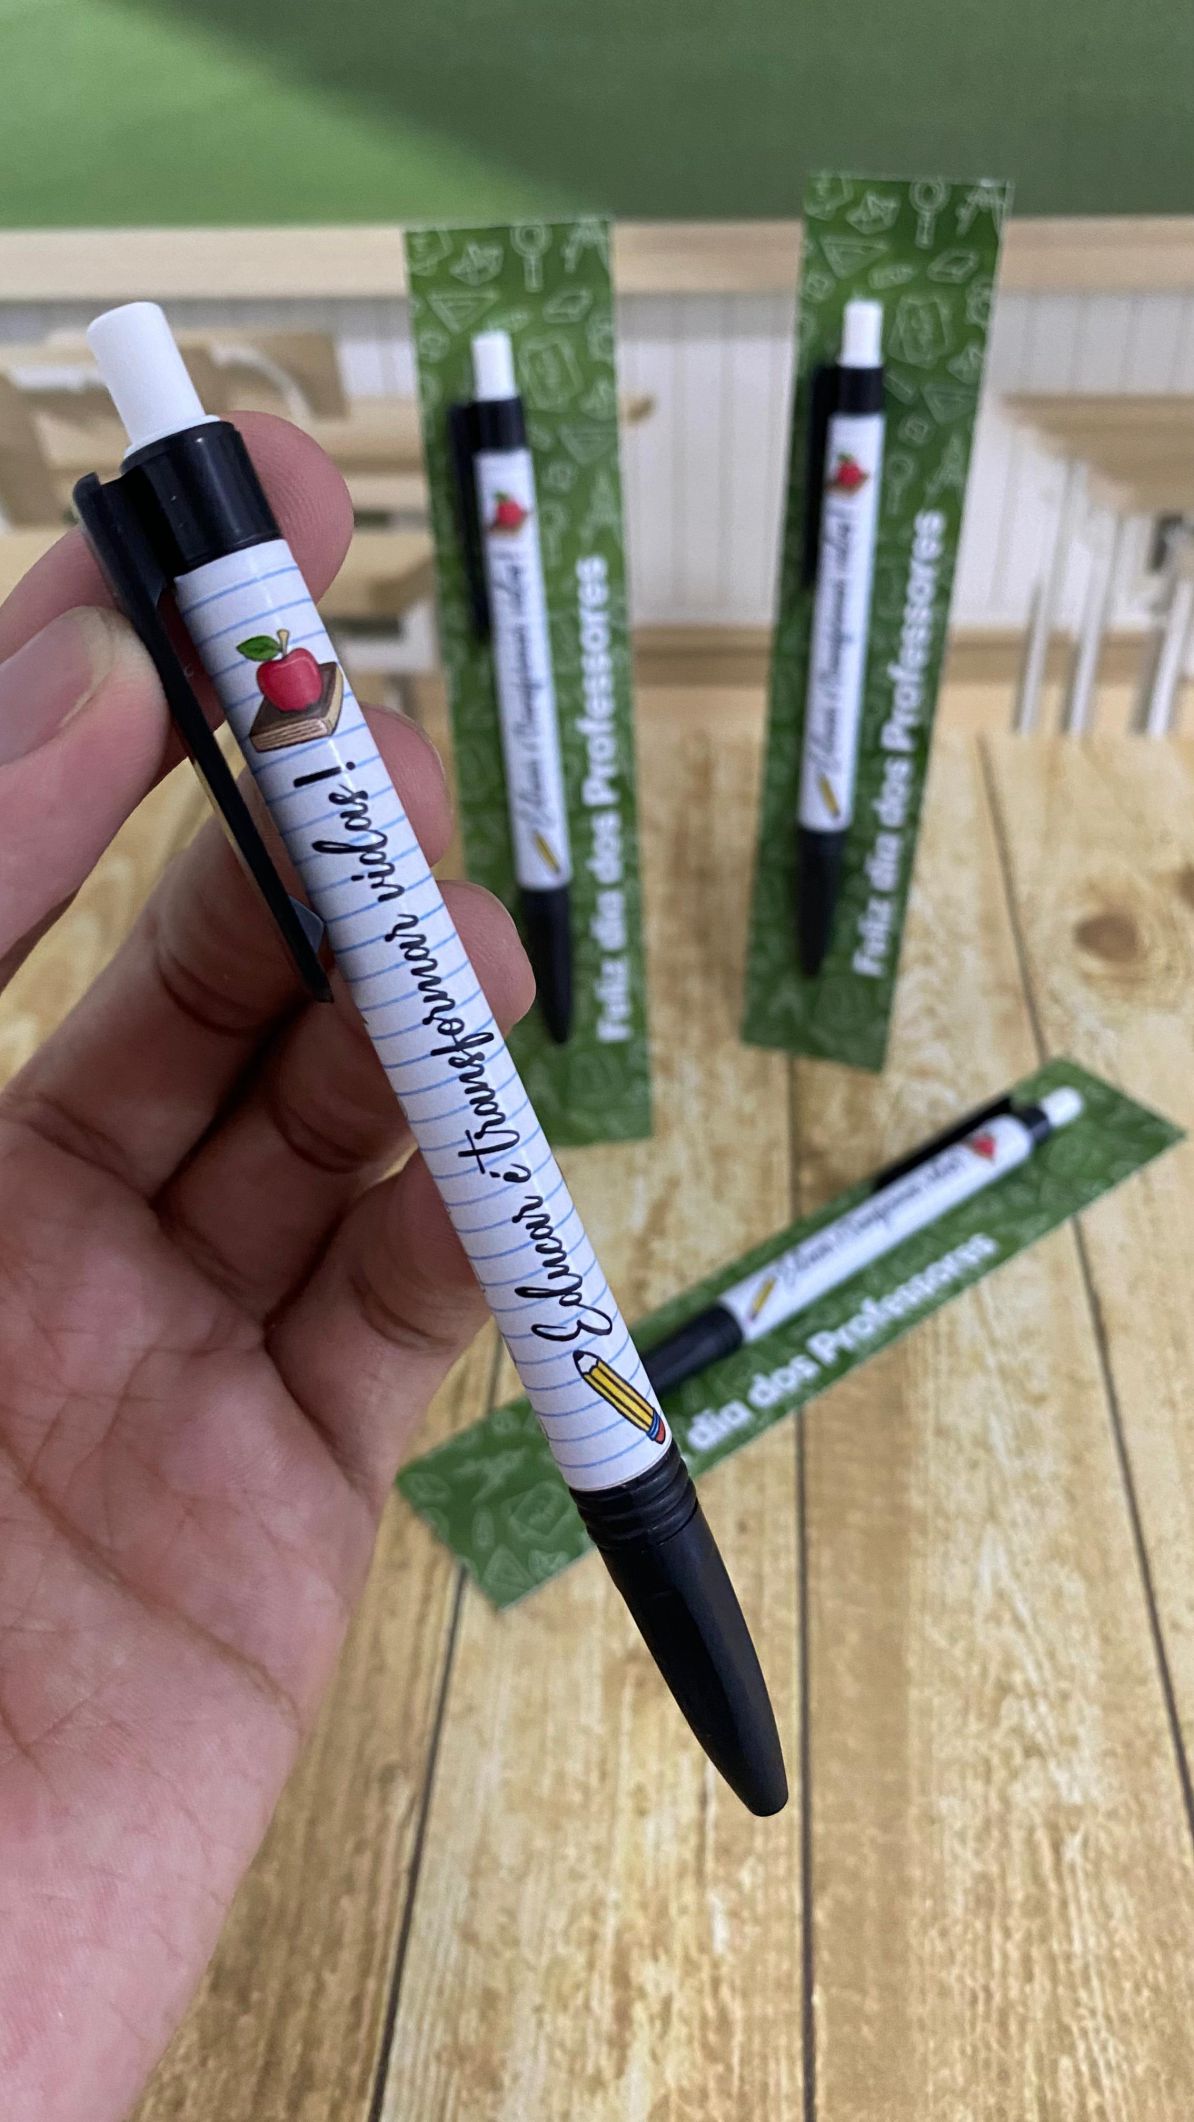 Educar é transformar vidas!
Feliz dia dos Professores
Feliz dia dos Professores
dia dos Professores